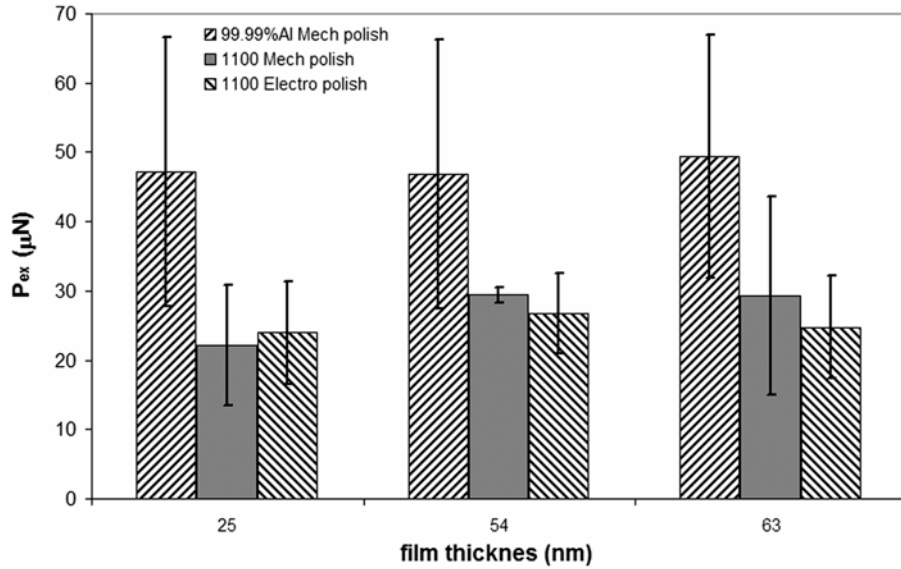 70
60
50
40
30
20
10
0
P_ex (μN)
99.99%Al Mech polish
1100 Mech polish
1100 Electro polish
25 54 63
film thicknes (nm)